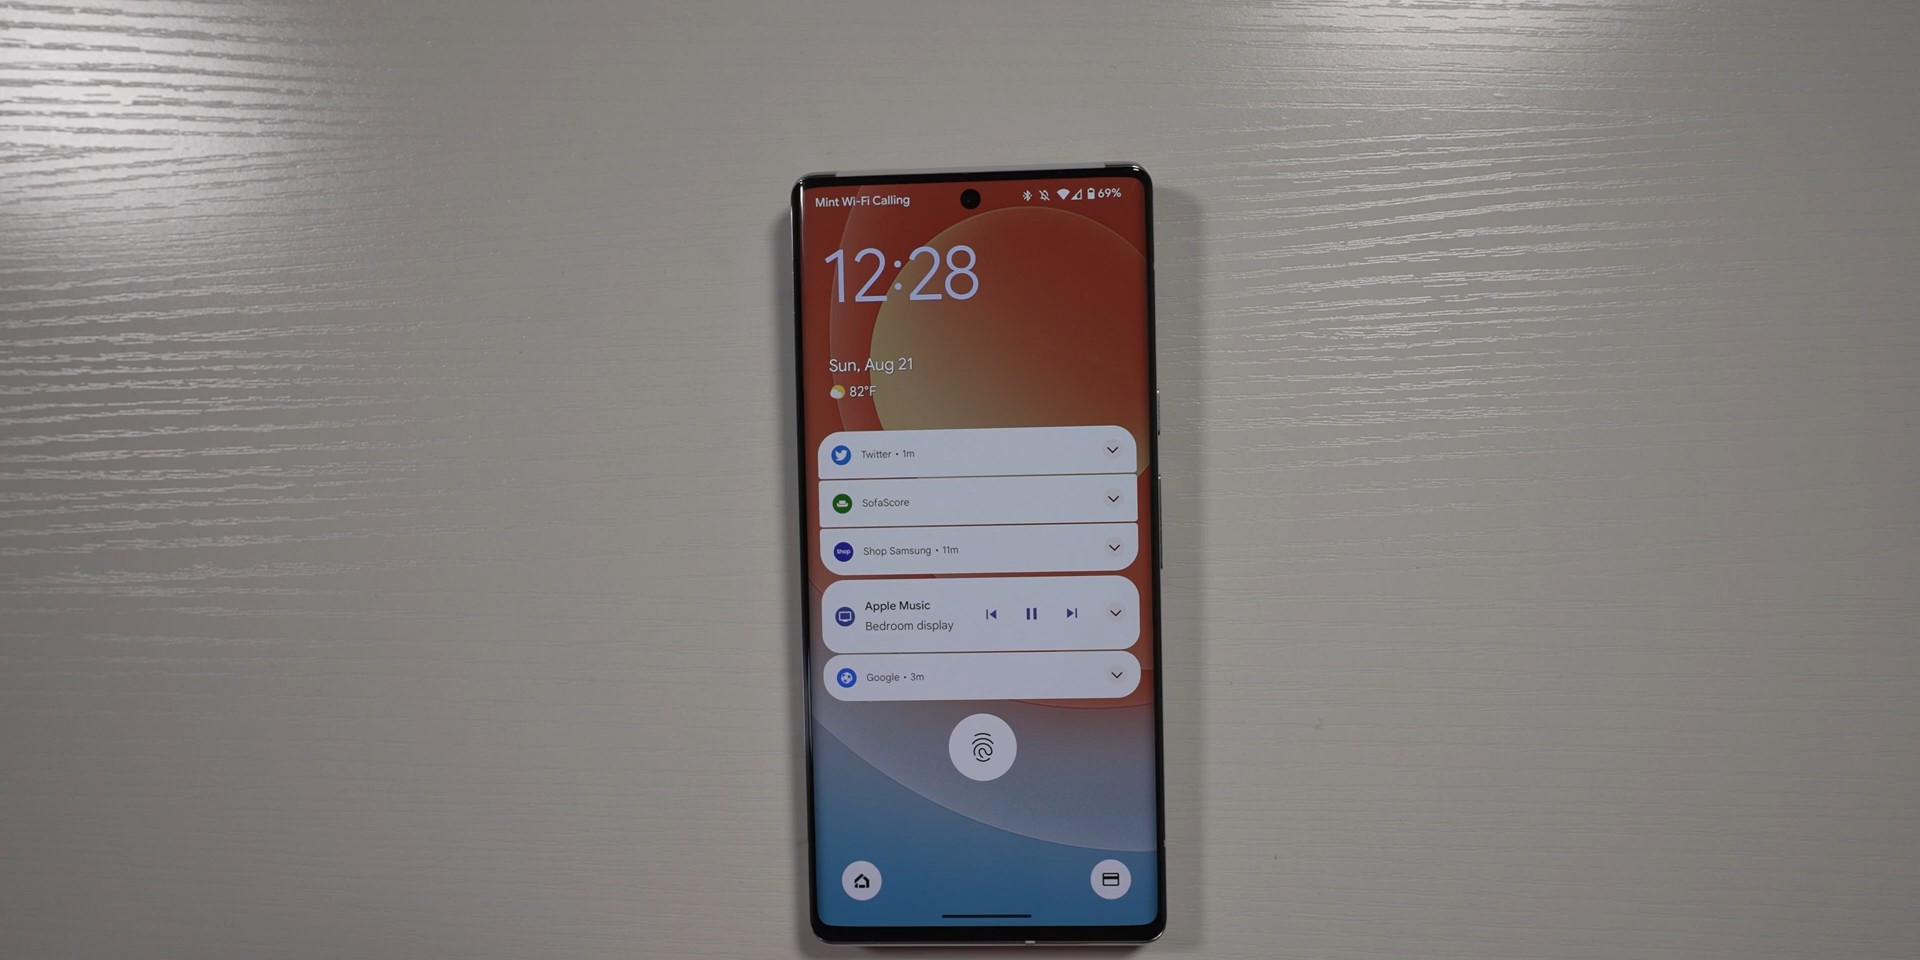 Mint Wi-Fi Calling
69%
12:28
Sun, Aug 21
82°F
Twitter • 1m
SofaScore
Shop
Shop Samsung • 11m
Apple Music
Bedroom display
Google • 3m